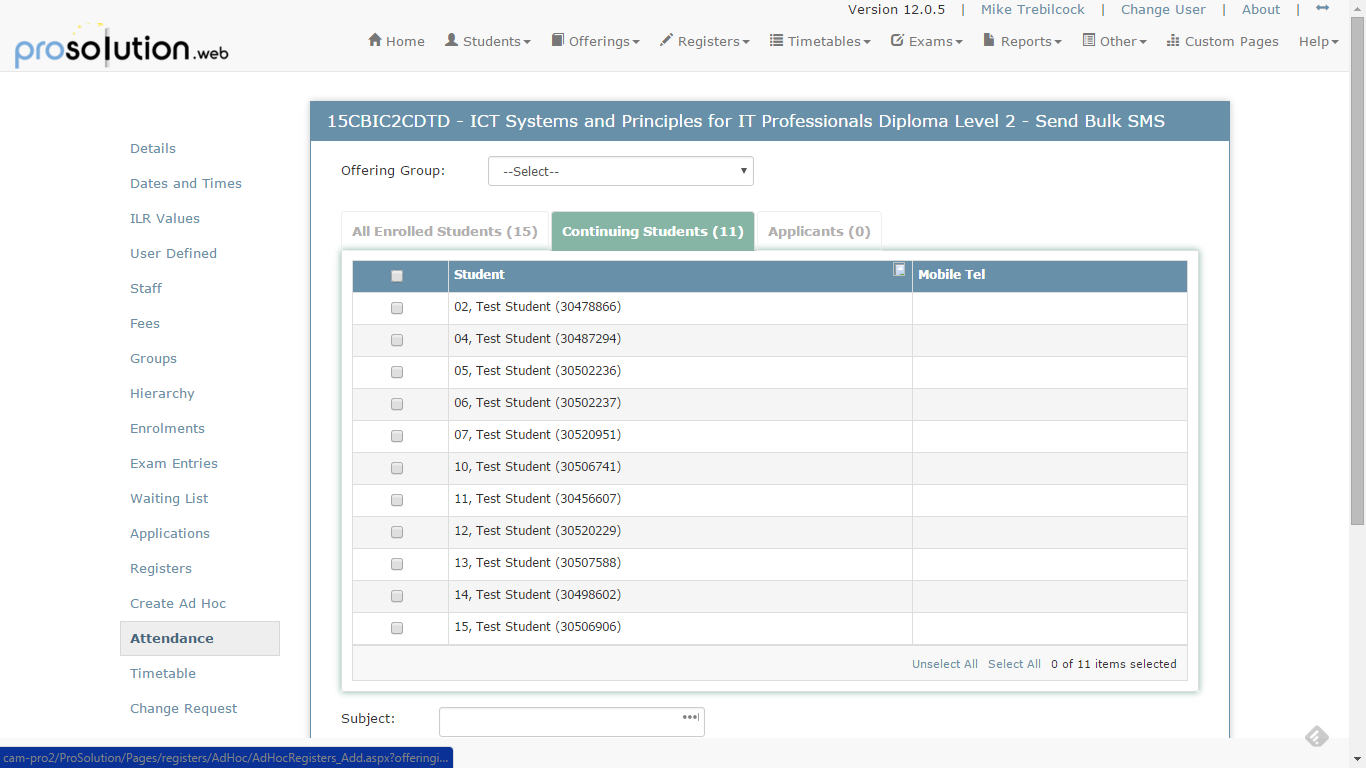 Version 12.0.5 | Mike Trebilcock | Change User | About |
prosolution.web
Home Students Offerings Registers Timetables Exams Reports Other Custom Pages Help
15CBIC2CDTD - ICT Systems and Principles for IT Professionals Diploma Level 2 - Send Bulk SMS
Details
Dates and Times
ILR Values
User Defined
Staff
Fees
Groups
Hierarchy
Enrolments
Exam Entries
Waiting List
Applications
Registers
Create Ad Hoc
Attendance
Timetable
Change Request
Offering Group: --Select--
All Enrolled Students (15) Continuing Students (11) Applicants (0)
Student Mobile Tel
02, Test Student (30478866)
04, Test Student (30487294)
05, Test Student (30502236)
06, Test Student (30502237)
07, Test Student (30520951)
10, Test Student (30506741)
11, Test Student (30456607)
12, Test Student (30520229)
13, Test Student (30507588)
14, Test Student (30498602)
15, Test Student (30506906)
Unselect All Select All 0 of 11 items selected
Subject:
cam-pro2/ProSolution/Pages/registers/AdHoc/AdHocRegisters_Add.aspx?offeringi...